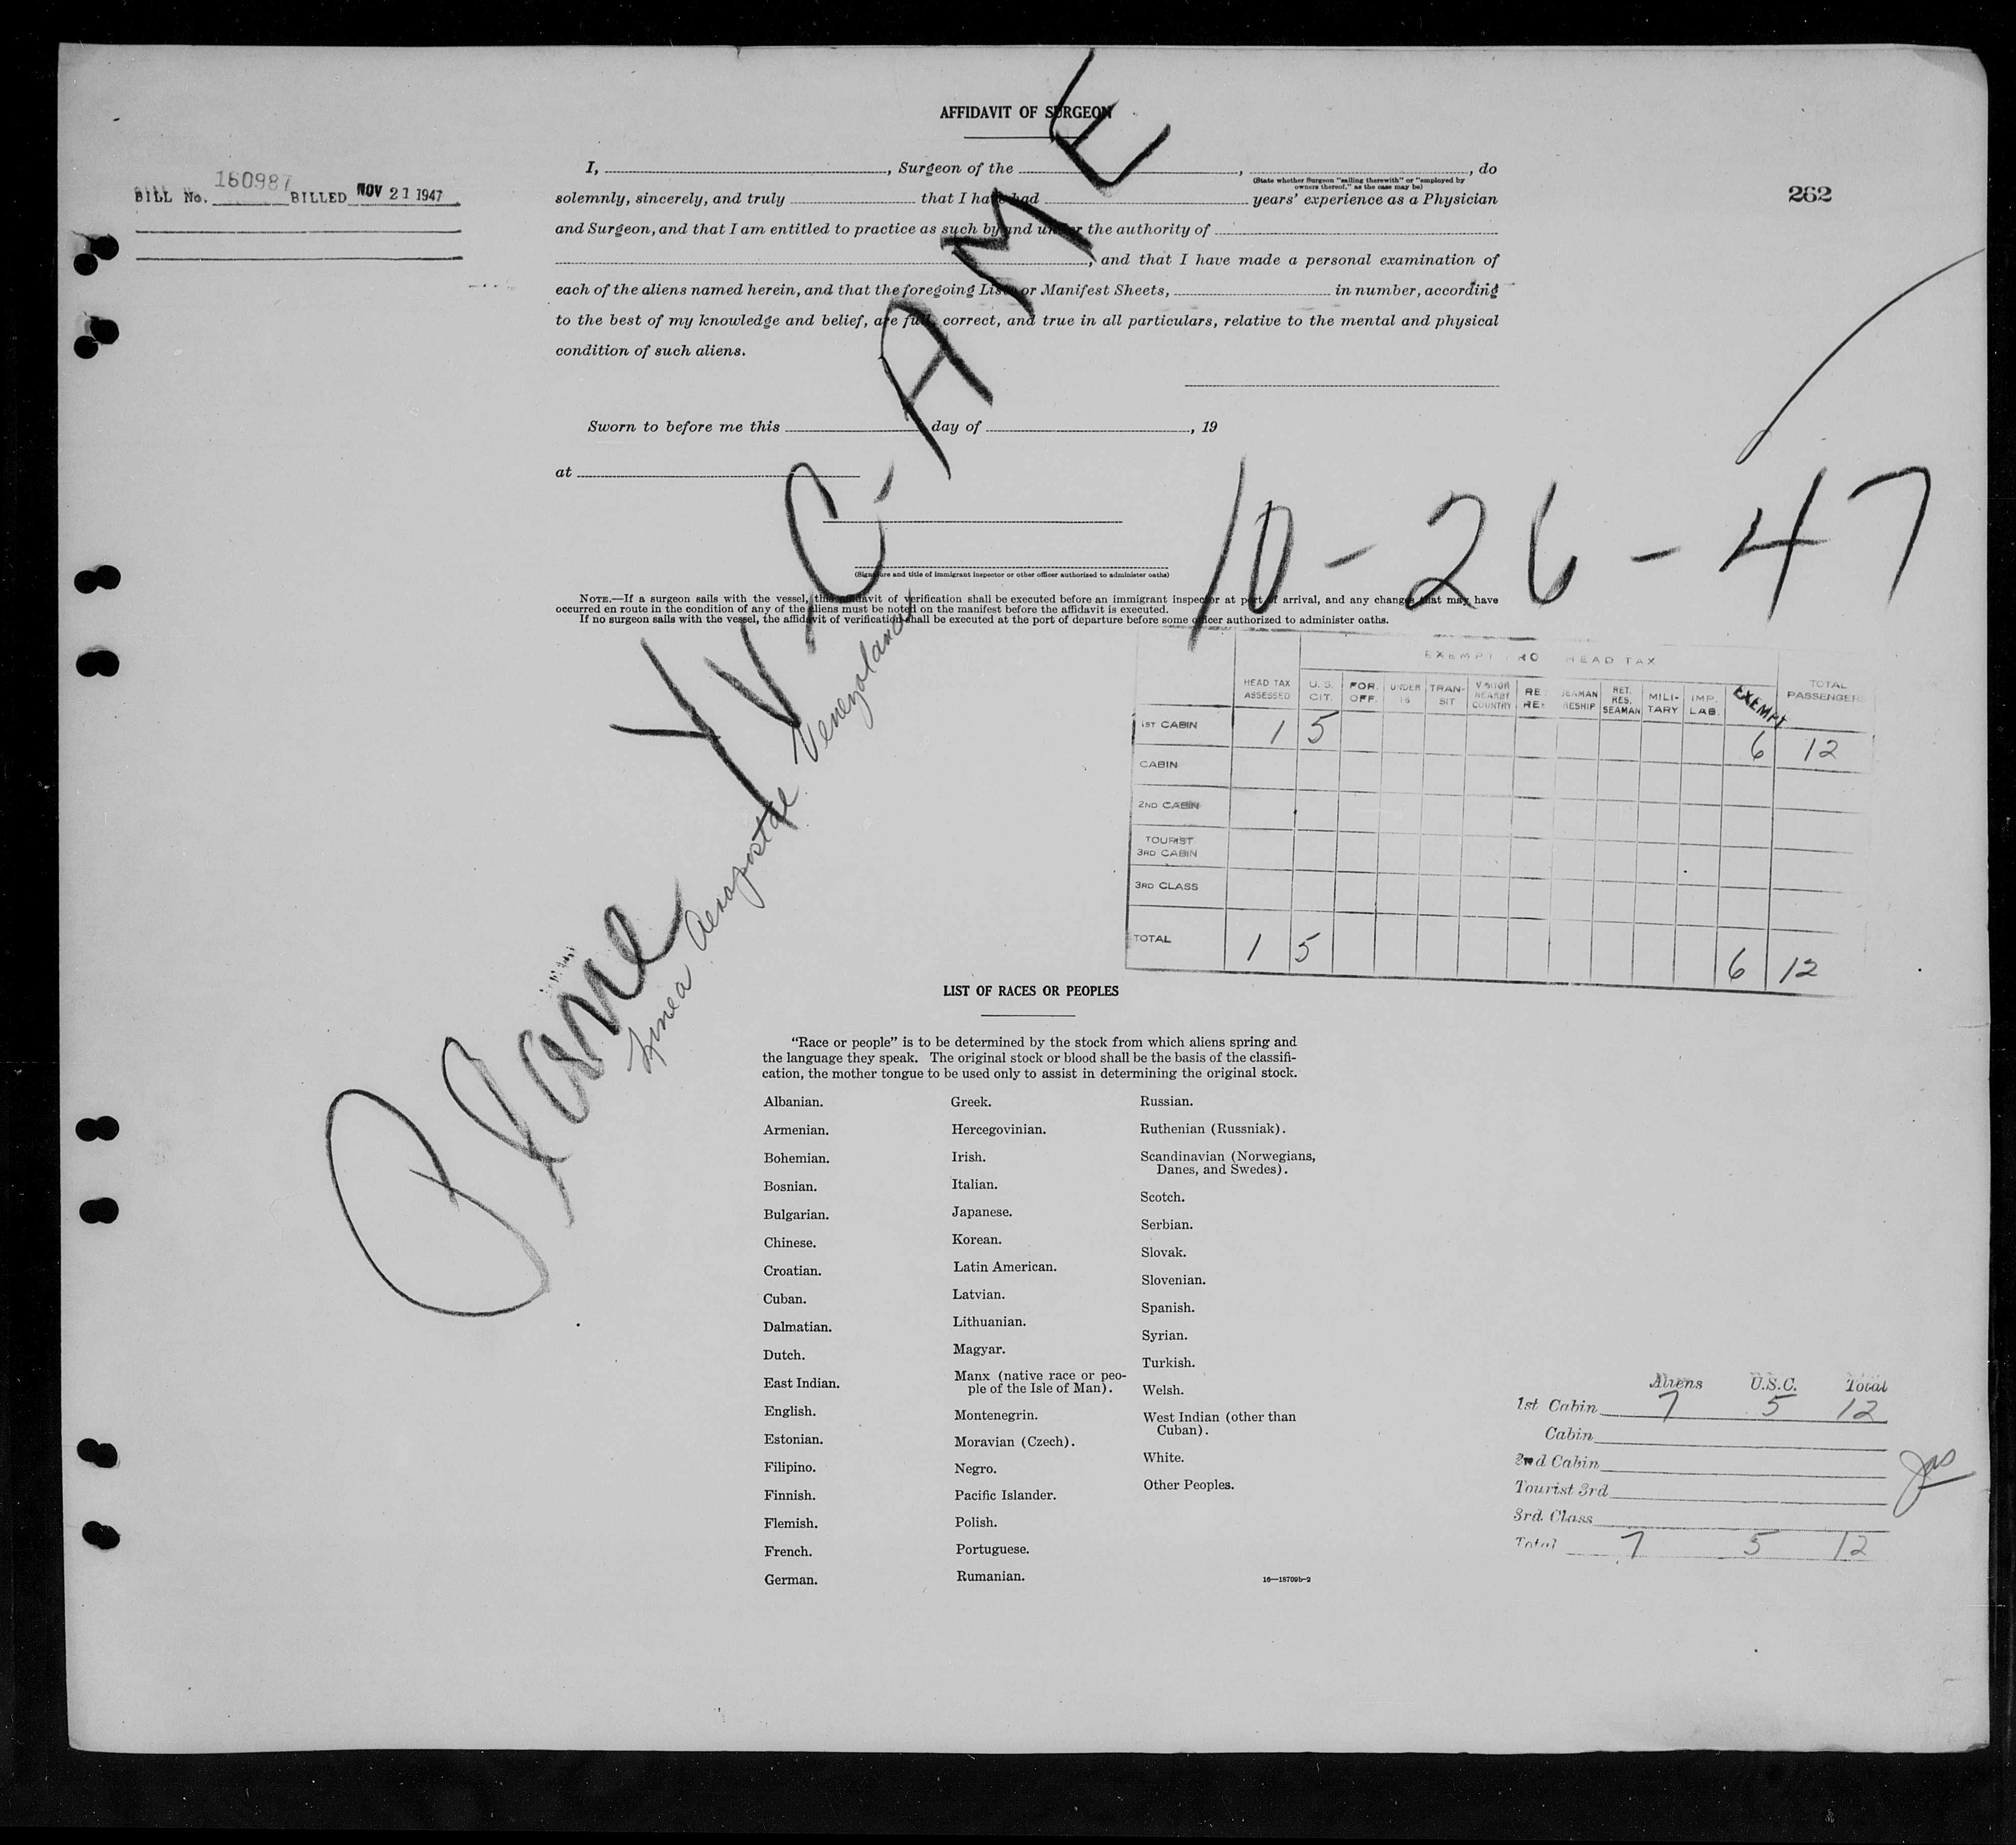 AFFIDAVIT OF SURGEON
I, , Surgeon of the , , do
(State whether Surgeon "sailing therewith" or "employed by
owners thereof," as the case may be)
BILL No. 160987 BILLED NOV 21 1947
262
solemnly, sincerely, and truly that I have had years' experience as a Physician
and Surgeon, and that I am entitled to practice as such by and under the authority of
, and that I have made a personal examination of
each of the aliens named herein, and that the foregoing Lists or Manifest Sheets, in number, according
to the best of my knowledge and belief, are full, correct, and true in all particulars, relative to the mental and physical
condition of such aliens.
Sworn to before me this day of , 19
at
(Signature and title of immigrant inspector or other officer authorized to administer oaths)
NOTE.—If a surgeon sails with the vessel, this affidavit of verification shall be executed before an immigrant inspector at port of arrival, and any changes that may have
occurred en route in the condition of any of the aliens must be noted on the manifest before the affidavit is executed.
If no surgeon sails with the vessel, the affidavit of verification shall be executed at the port of departure before some officer authorized to administer oaths.
Plane YV-C-AME
Linea Aeropostale Venezolana
10-26-47
EXEMPT FRO HEAD TAX
HEAD TAX ASSESSED U.S. CIT. FOR. OFF. UNDER 16 TRANSIT VISITOR NEARBY COUNTRY RE RE SEAMAN RESHIP RET. RES. SEAMAN MILITARY IMP. LAB. EXEMPT TOTAL PASSENGERS
1ST CABIN 1 5 6 12
CABIN
2ND CABIN
TOURIST
3RD CABIN
3RD CLASS
TOTAL 1 5 6 12
LIST OF RACES OR PEOPLES
"Race or people" is to be determined by the stock from which aliens spring and
the language they speak. The original stock or blood shall be the basis of the classifi-
cation, the mother tongue to be used only to assist in determining the original stock.
Albanian.
Armenian.
Bohemian.
Bosnian.
Bulgarian.
Chinese.
Croatian.
Cuban.
Dalmatian.
Dutch.
East Indian.
English.
Estonian.
Filipino.
Finnish.
Flemish.
French.
German.
Greek.
Hercegovinian.
Irish.
Italian.
Japanese.
Korean.
Latin American.
Latvian.
Lithuanian.
Magyar.
Manx (native race or peo-
ple of the Isle of Man).
Montenegrin.
Moravian (Czech).
Negro.
Pacific Islander.
Polish.
Portuguese.
Rumanian.
Russian.
Ruthenian (Russniak).
Scandinavian (Norwegians,
Danes, and Swedes).
Scotch.
Serbian.
Slovak.
Slovenian.
Spanish.
Syrian.
Turkish.
Welsh.
West Indian (other than
Cuban).
White.
Other Peoples.
16—18709b-2
Aliens U.S.C. Total
1st Cabin 7 5 12
Cabin
2nd Cabin
Tourist 3rd
3rd. Class
Total 7 5 12